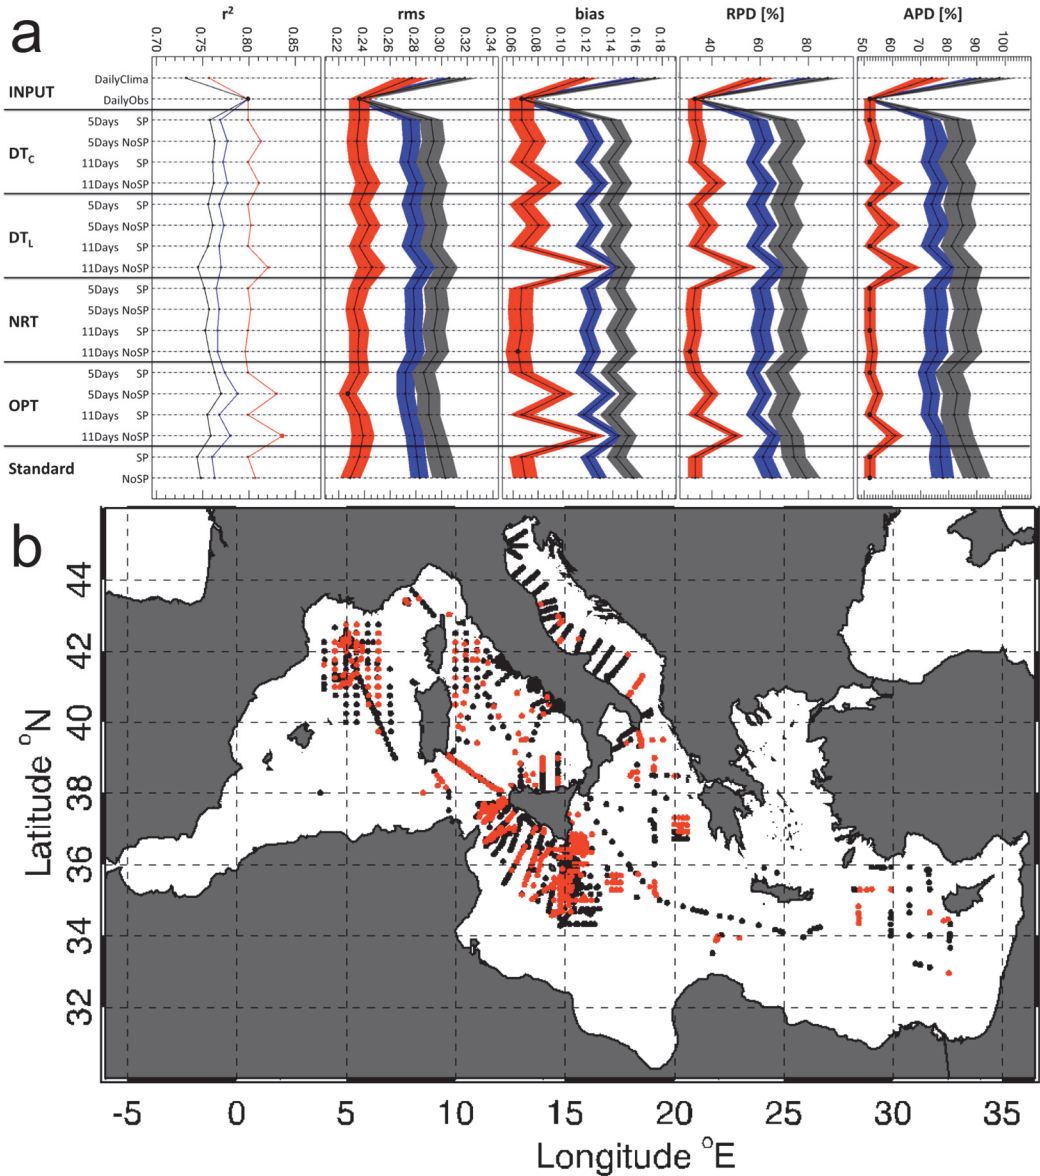 a
r² rms bias RPD [%] APD [%]
0.70 0.75 0.80 0.85 0.22 0.24 0.26 0.28 0.30 0.32 0.06 0.08 0.10 0.12 0.14 0.16 0.18 40 60 80 50 60 70 80 90 100
INPUT
DailyClima
DailyObs
DT_C
5Days SP
5Days NoSP
11Days SP
11Days NoSP
DT_L
5Days SP
5Days NoSP
11Days SP
11Days NoSP
NRT
5Days SP
5Days NoSP
11Days SP
11Days NoSP
OPT
5Days SP
5Days NoSP
11Days SP
11Days NoSP
Standard
SP
NoSP
b
Latitude °N
44
42
40
38
36
34
32
-5 0 5 10 15 20 25 30 35
Longitude °E